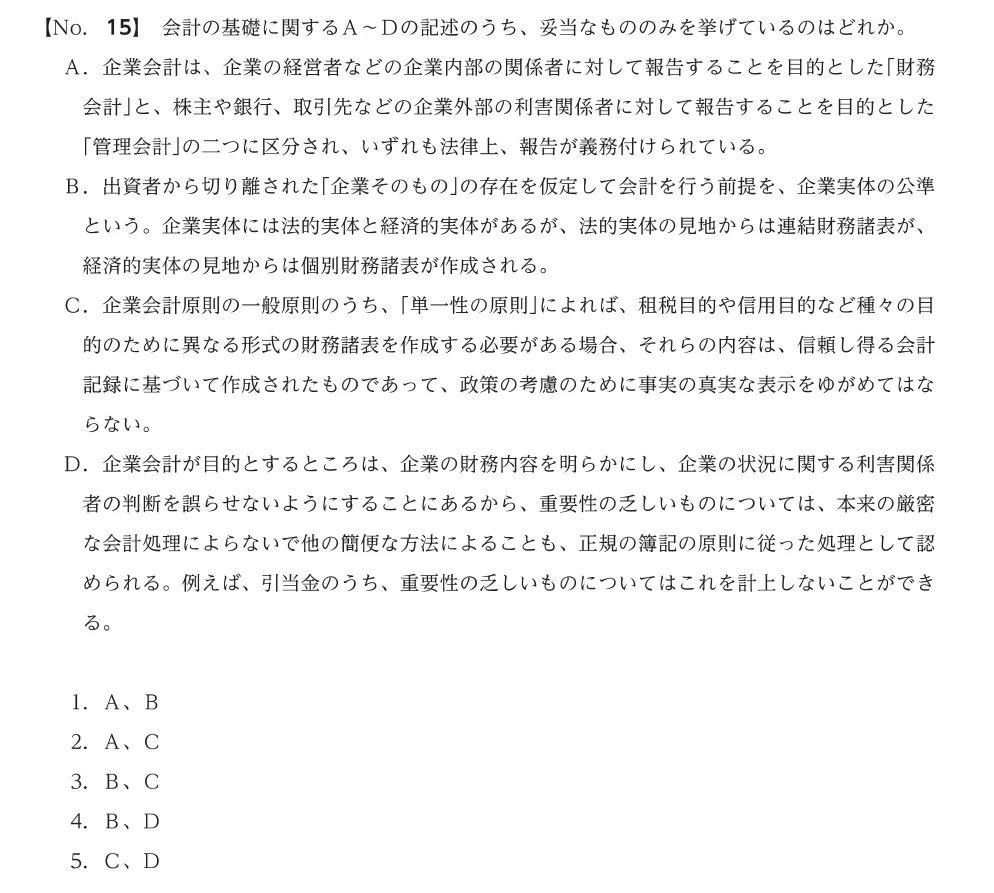 【No. 15】 会計の基礎に関するA～Dの記述のうち、妥当なもののみを挙げているのはどれか。
A. 企業会計は、企業の経営者などの企業内部の関係者に対して報告することを目的とした「財務
会計」と、株主や銀行、取引先などの企業外部の利害関係者に対して報告することを目的とした
「管理会計」の二つに区分され、いずれも法律上、報告が義務付けられている。
B. 出資者から切り離された「企業そのもの」の存在を仮定して会計を行う前提を、企業実体の公準
という。企業実体には法的実体と経済的実体があるが、法的実体の見地からは連結財務諸表が、
経済的実体の見地からは個別財務諸表が作成される。
C. 企業会計原則の一般原則のうち、「単一性の原則」によれば、租税目的や信用目的など種々の目
的のために異なる形式の財務諸表を作成する必要がある場合、それらの内容は、信頼し得る会計
記録に基づいて作成されたものであって、政策の考慮のために事実の真実な表示をゆがめてはな
らない。
D. 企業会計が目的とするところは、企業の財務内容を明らかにし、企業の状況に関する利害関係
者の判断を誤らせないようにすることにあるから、重要性の乏しいものについては、本来の厳密
な会計処理によらないで他の簡便な方法によることも、正規の簿記の原則に従った処理として認
められる。例えば、引当金のうち、重要性の乏しいものについてはこれを計上しないことができ
る。
1. A、B
2. A、C
3. B、C
4. B、D
5. C、D